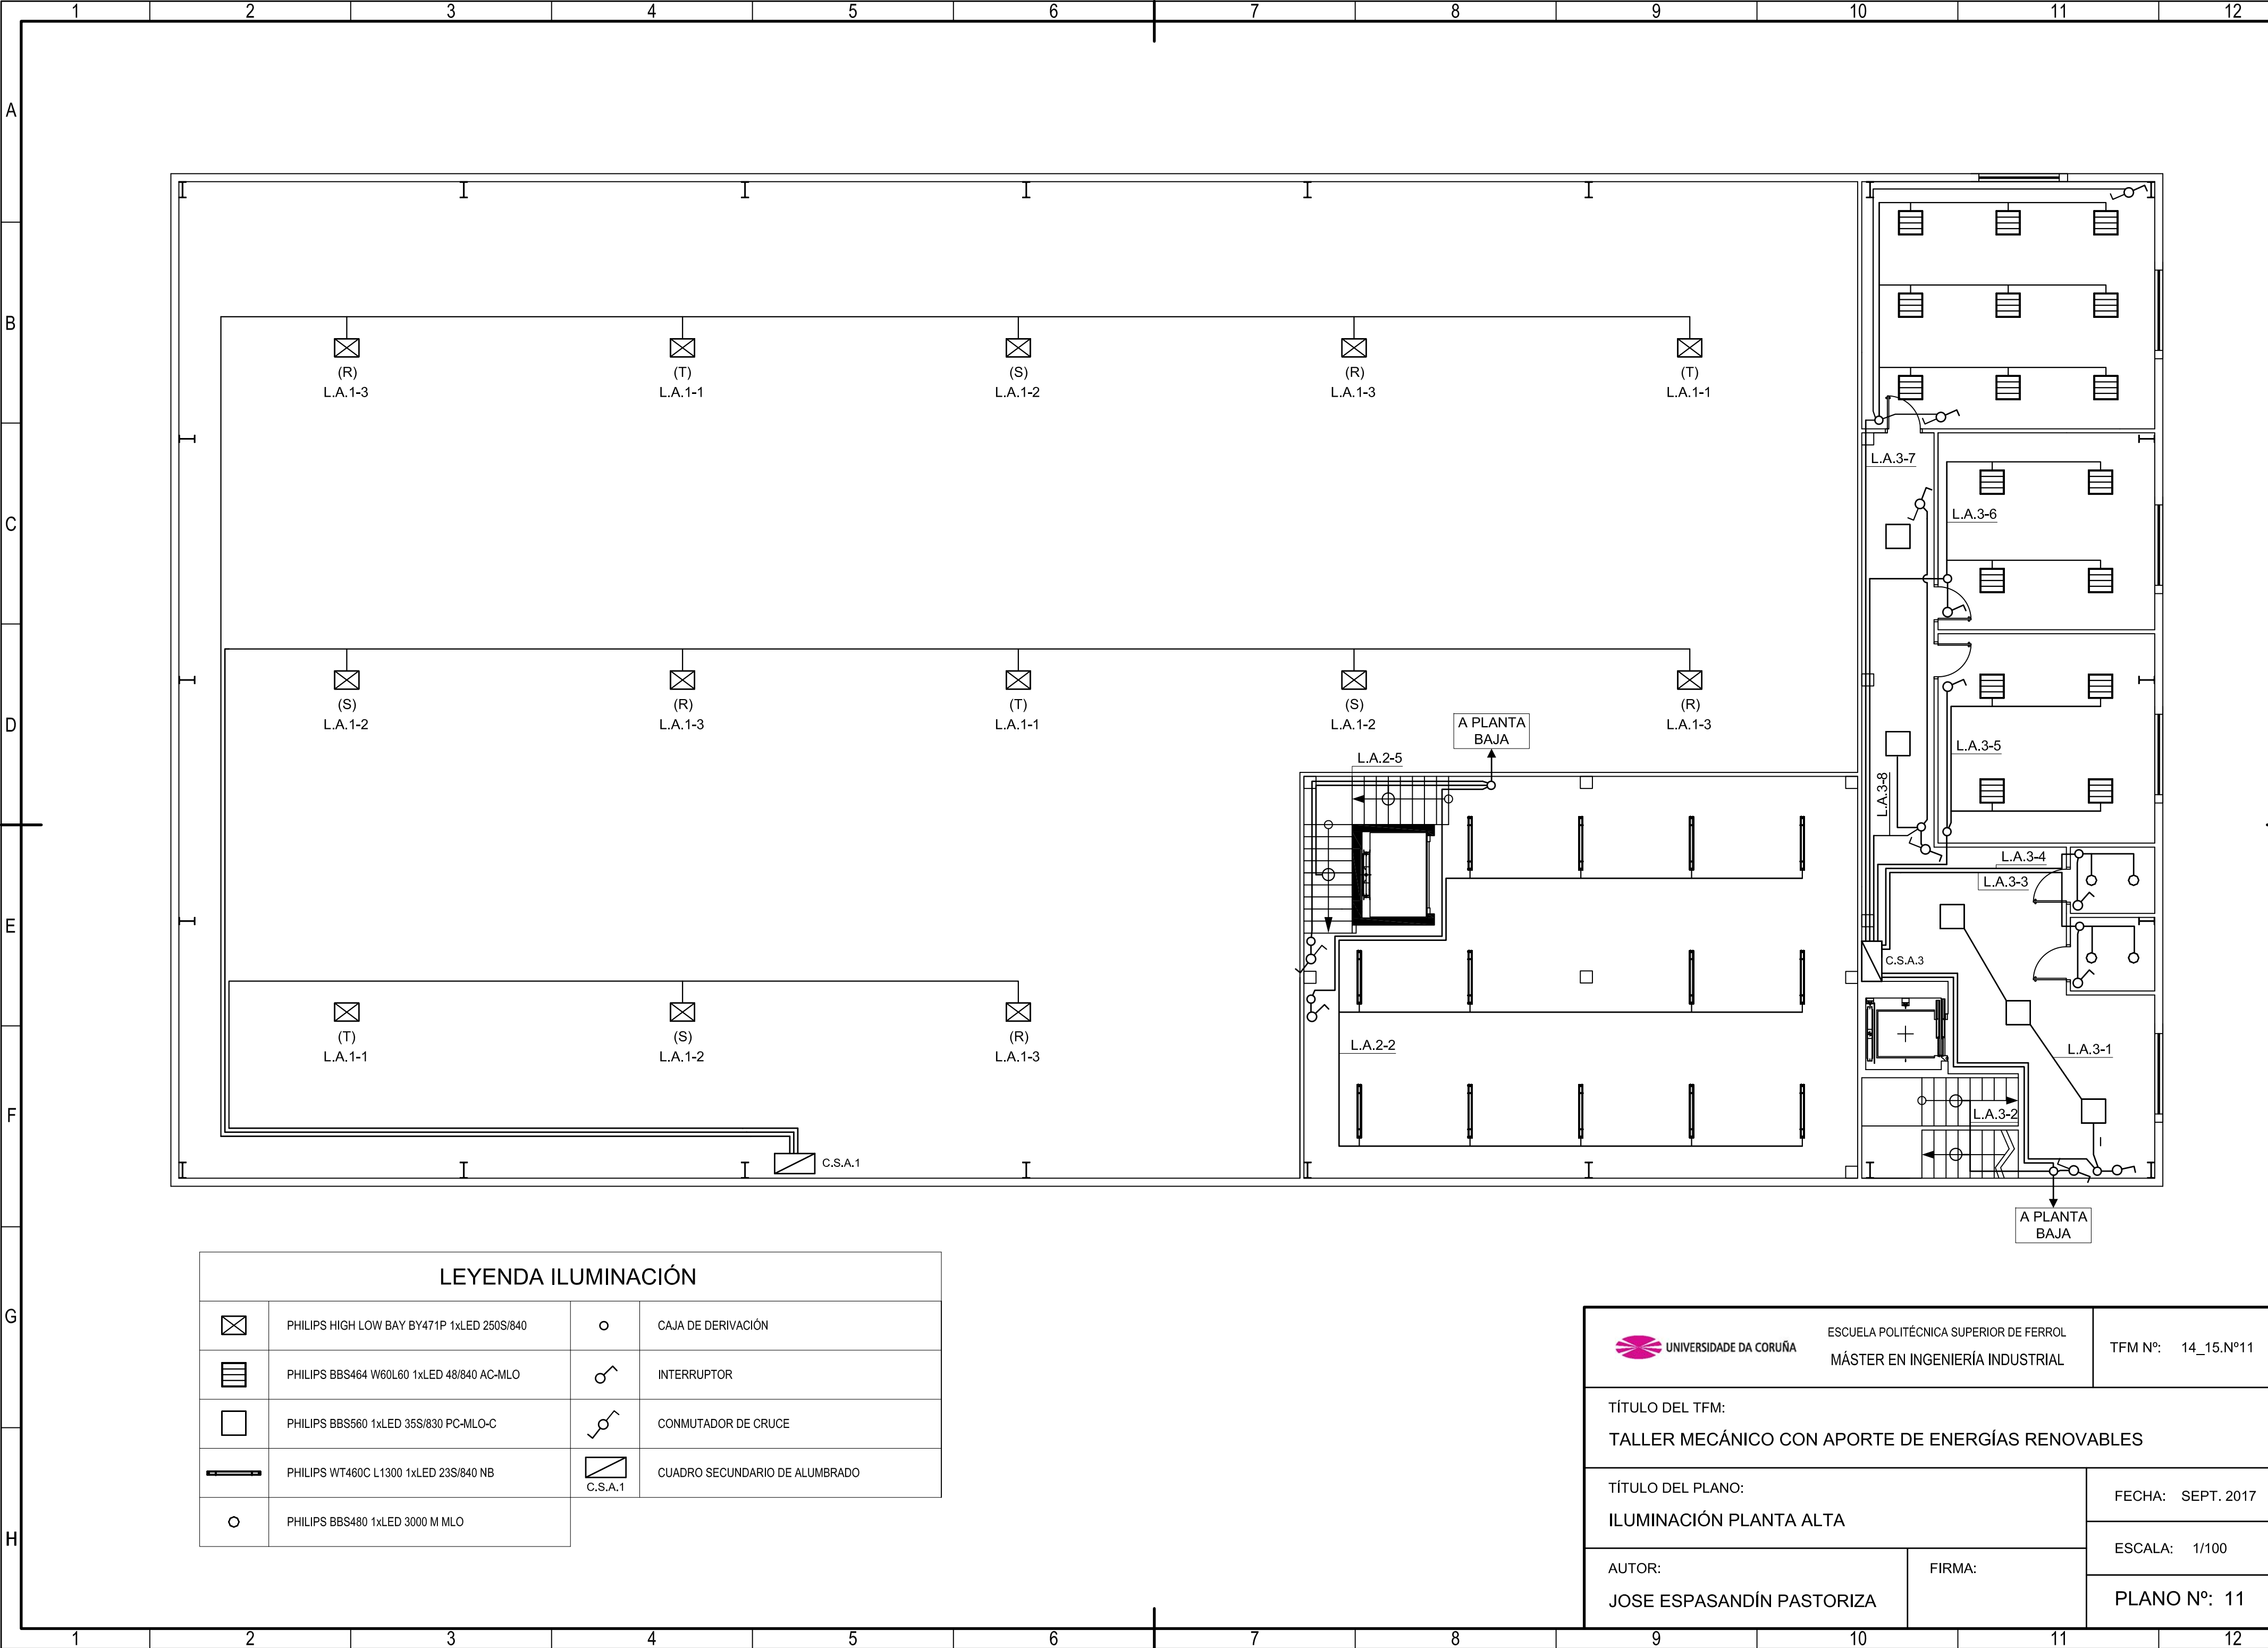 1 2 3 4 5 6 7 8 9 10 11 12
A
B
C
D
E
F
G
H
(R)
L.A.1-3
(T)
L.A.1-1
(S)
L.A.1-2
(R)
L.A.1-3
(T)
L.A.1-1
(S)
L.A.1-2
(R)
L.A.1-3
(T)
L.A.1-1
(S)
L.A.1-2
(R)
L.A.1-3
(T)
L.A.1-1
(S)
L.A.1-2
(R)
L.A.1-3
C.S.A.1
A PLANTA
BAJA
L.A.2-5
L.A.2-2
L.A.3-7
L.A.3-6
L.A.3-5
L.A.3-8
L.A.3-4
L.A.3-3
C.S.A.3
L.A.3-1
L.A.3-2
A PLANTA
BAJA
LEYENDA ILUMINACIÓN
PHILIPS HIGH LOW BAY BY471P 1xLED 250S/840
CAJA DE DERIVACIÓN
PHILIPS BBS464 W60L60 1xLED 48/840 AC-MLO
INTERRUPTOR
PHILIPS BBS560 1xLED 35S/830 PC-MLO-C
CONMUTADOR DE CRUCE
PHILIPS WT460C L1300 1xLED 23S/840 NB
C.S.A.1
CUADRO SECUNDARIO DE ALUMBRADO
PHILIPS BBS480 1xLED 3000 M MLO
UNIVERSIDADE DA CORUÑA
ESCUELA POLITÉCNICA SUPERIOR DE FERROL
MÁSTER EN INGENIERÍA INDUSTRIAL
TFM Nº: 14_15.Nº11
TÍTULO DEL TFM:
TALLER MECÁNICO CON APORTE DE ENERGÍAS RENOVABLES
TÍTULO DEL PLANO:
ILUMINACIÓN PLANTA ALTA
FECHA: SEPT. 2017
ESCALA: 1/100
AUTOR:
JOSE ESPASANDÍN PASTORIZA
FIRMA:
PLANO Nº: 11
1 2 3 4 5 6 7 8 9 10 11 12